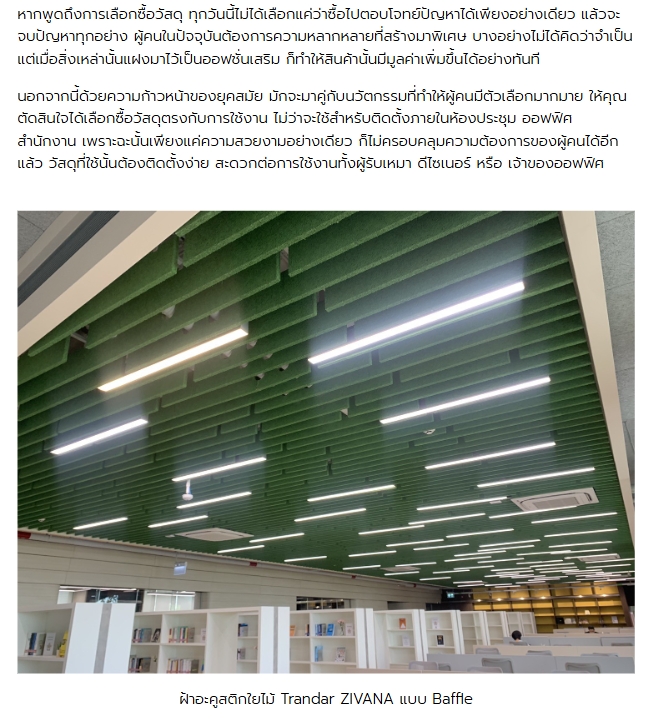 หากพูดถึงการเลือกซื้อวัสดุ ทุกวันนี้ไม่ได้เลือกแค่ว่าซื้อไปตอบโจทย์ปัญหาได้เพียงอย่างเดียว แล้วจะ
จบปัญหาทุกอย่าง ผู้คนในปัจจุบันต้องการความหลากหลายที่สร้างมาพิเศษ บางอย่างไม่ได้คิดว่าจำเป็น
แต่เมื่อสิ่งเหล่านั้นแฝงมาไว้เป็นออฟชั่นเสริม ก็ทำให้สินค้านั้นมีมูลค่าเพิ่มขึ้นได้อย่างทันที
นอกจากนี้ด้วยความก้าวหน้าของยุคสมัย มักจะมาคู่กับนวัตกรรมที่ทำให้ผู้คนมีตัวเลือกมากมาย ให้คุณ
ตัดสินใจได้เลือกซื้อวัสดุตรงกับการใช้งาน ไม่ว่าจะใช้สำหรับติดตั้งภายในห้องประชุม ออฟฟิศ
สำนักงาน เพราะฉะนั้นเพียงแค่ความสวยงามอย่างเดียว ก็ไม่ครอบคลุมความต้องการของผู้คนได้อีก
แล้ว วัสดุที่ใช้นั้นต้องติดตั้งง่าย สะดวกต่อการใช้งานทั้งผู้รับเหมา ดีไซเนอร์ หรือ เจ้าของออฟฟิศ
ฝ้าอะคูสติกใยไม้ Trandar ZIVANA แบบ Baffle